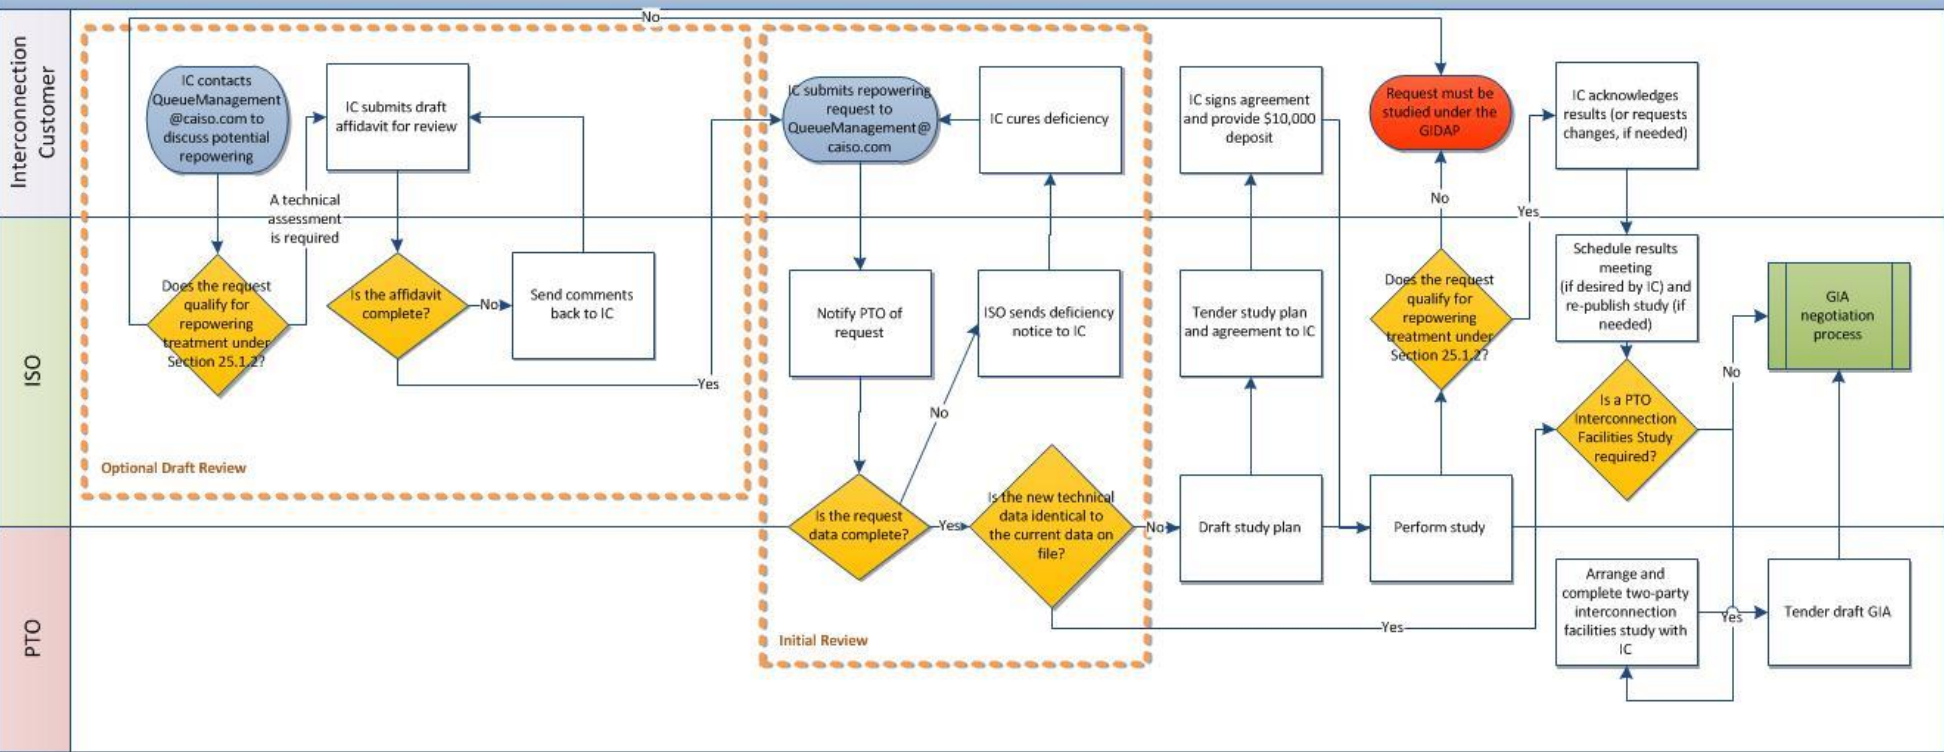 No
Interconnection
Customer
IC contacts
QueueManagement
@caiso.com to
discuss potential
repowering
IC submits draft
affidavit for review
A technical
assessment
is required
IC submits repowering
request to
QueueManagement@
caiso.com
IC cures deficiency
IC signs agreement
and provide $10,000
deposit
Request must be
studied under the
GIDAP
No
Yes
IC acknowledges
results (or requests
changes, if needed)
ISO
Does the request
qualify for
repowering
treatment under
Section 25.1.2?
Is the affidavit
complete?
No
Send comments
back to IC
Yes
Optional Draft Review
Notify PTO of
request
ISO sends deficiency
notice to IC
No
Tender study plan
and agreement to IC
Does the request
qualify for
repowering
treatment under
Section 25.1.2?
Schedule results
meeting
(if desired by IC) and
re-publish study (if
needed)
Is a PTO
Interconnection
Facilities Study
required?
No
GIA
negotiation
process
Is the request
data complete?
Yes
Is the new technical
data identical to
the current data on
file?
No
Draft study plan
Perform study
PTO
Initial Review
Yes
Arrange and
complete two-party
interconnection
facilities study with
IC
Yes
Tender draft GIA